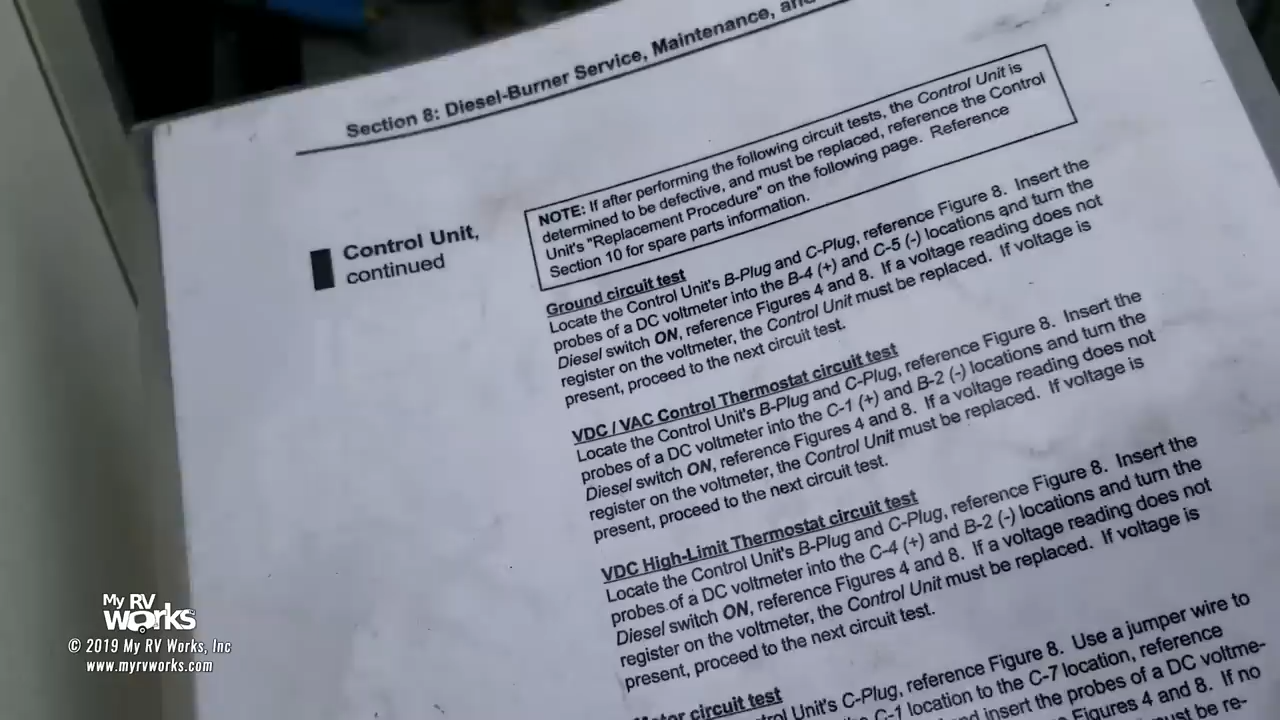 Section 8: Diesel-Burner Service, Maintenance, and
Control Unit,
continued
NOTE: If after performing the following circuit tests, the Control Unit is
determined to be defective, and must be replaced, reference the Control
Unit's "Replacement Procedure" on the following page. Reference
Section 10 for spare parts information.
Ground circuit test
Locate the Control Unit's B-Plug and C-Plug, reference Figure 8. Insert the
probes of a DC voltmeter into the B-4 (+) and C-5 (-) locations and turn the
Diesel switch ON, reference Figures 4 and 8. If a voltage reading does not
register on the voltmeter, the Control Unit must be replaced. If voltage is
present, proceed to the next circuit test.
VDC / VAC Control Thermostat circuit test
Locate the Control Unit's B-Plug and C-Plug, reference Figure 8. Insert the
probes of a DC voltmeter into the C-1 (+) and B-2 (-) locations and turn the
Diesel switch ON, reference Figures 4 and 8. If a voltage reading does not
register on the voltmeter, the Control Unit must be replaced. If voltage is
present, proceed to the next circuit test.
VDC High-Limit Thermostat circuit test
Locate the Control Unit's B-Plug and C-Plug, reference Figure 8. Insert the
probes of a DC voltmeter into the C-4 (+) and B-2 (-) locations and turn the
Diesel switch ON, reference Figures 4 and 8. If a voltage reading does not
register on the voltmeter, the Control Unit must be replaced. If voltage is
present, proceed to the next circuit test.
Motor circuit test
Unit's C-Plug, reference Figure 8. Use a jumper wire to
C-1 location to the C-7 location, reference
and insert the probes of a DC voltme-
Figures 4 and 8. If no
must be re-
My RV
works
© 2019 My RV Works, Inc
www.myrvworks.com